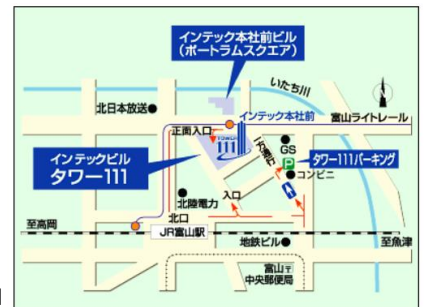 インテック本社前ビル
(ポートラムスクエア)
いたち川
北日本放送
インテック本社前
富山ライトレール
正面入口
TOWER
111
インテックビル
タワー111
一方通行
GS
P
タワー111パーキング
コンビニ
北陸電力
入口
北口
至高岡
JR富山駅
地鉄ビル
至魚津
富山〒
中央郵便局